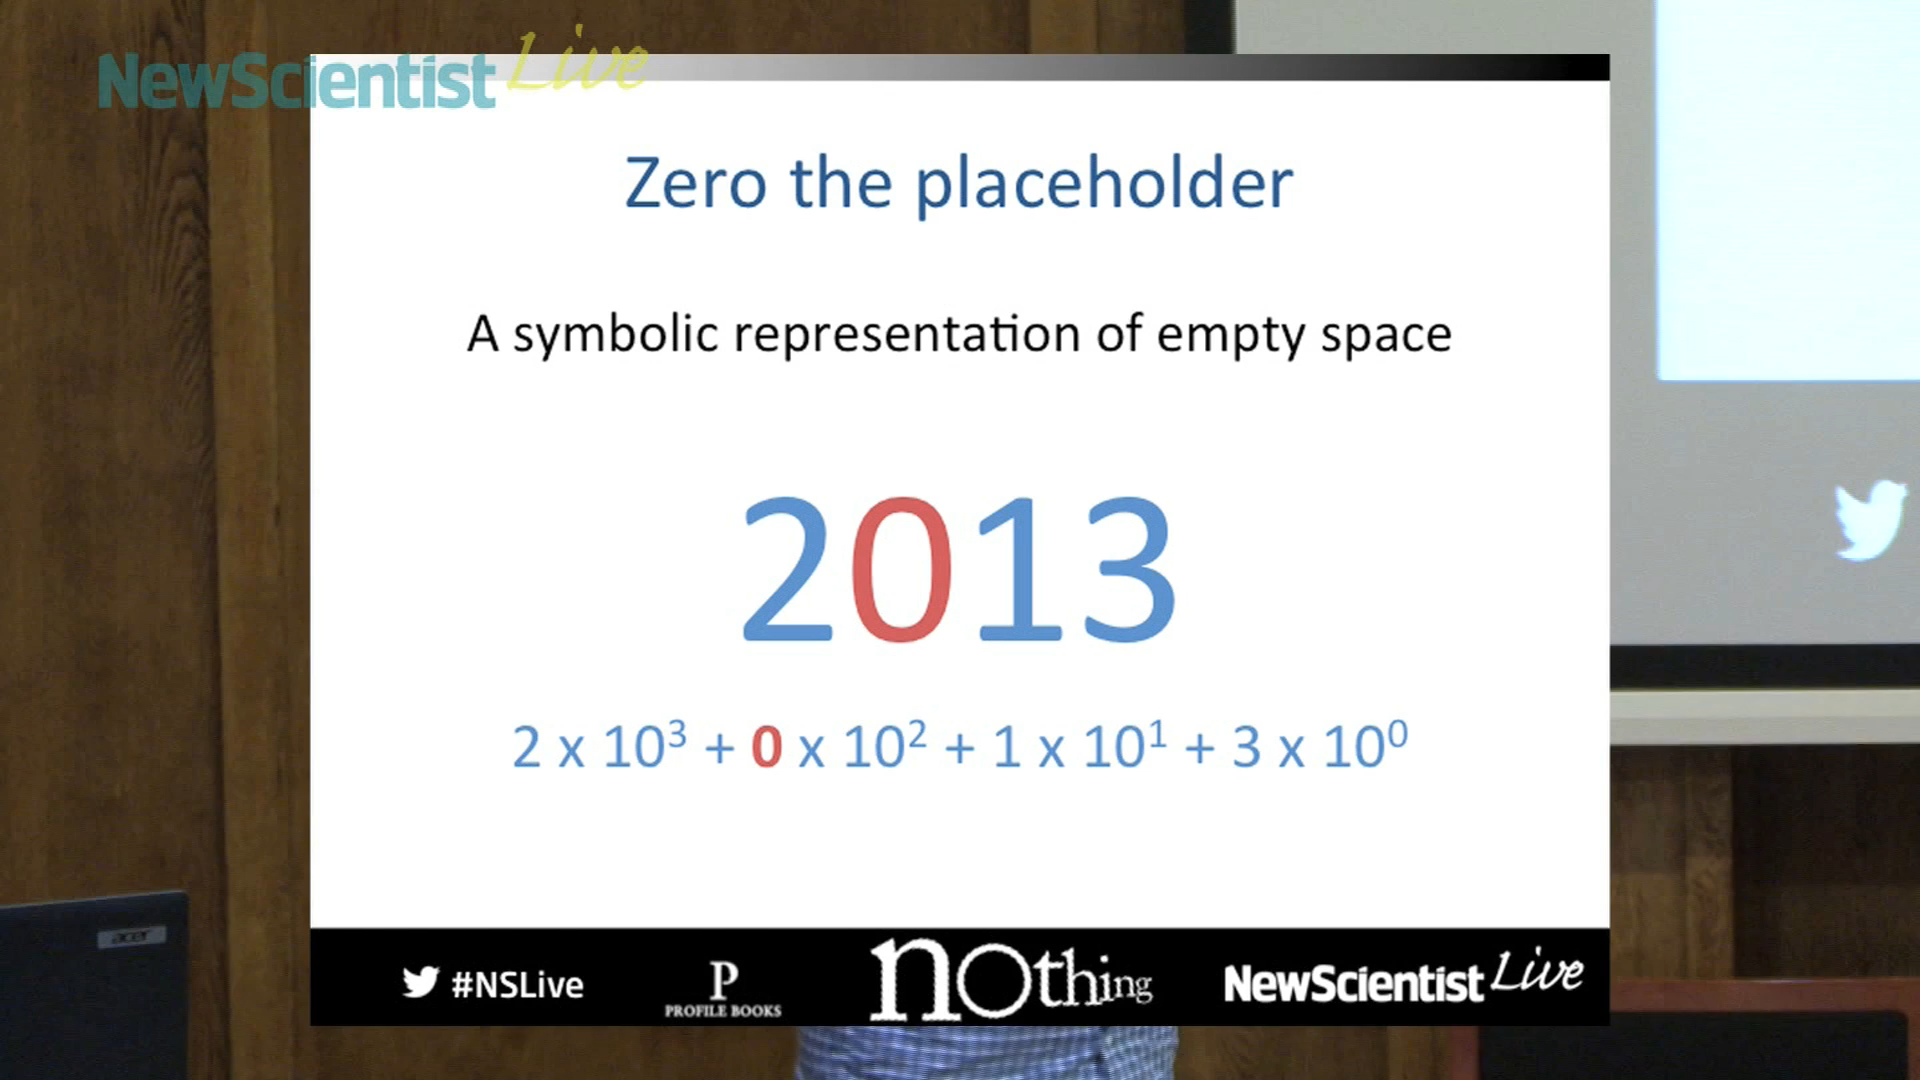 NewScientist Live
Zero the placeholder
A symbolic representation of empty space
2013
2 x 10³ + 0 x 10² + 1 x 10¹ + 3 x 10⁰
acer
#NSLive
P
PROFILE BOOKS
nothing
NewScientist Live